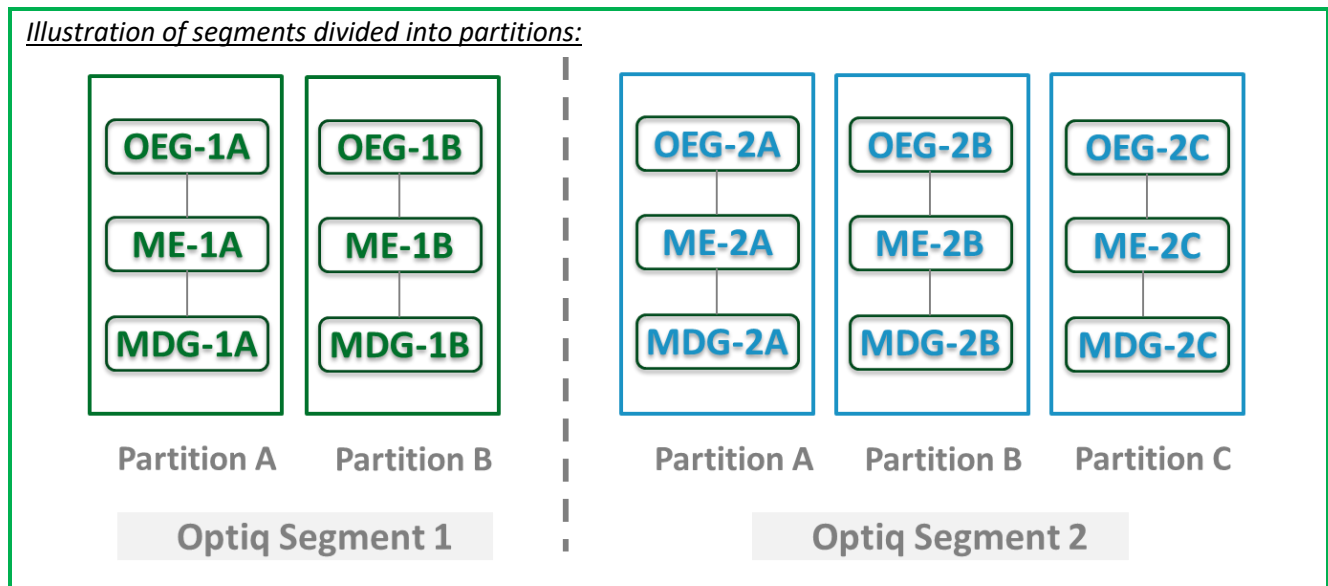 Illustration of segments divided into partitions:
OEG-1A OEG-1B OEG-2A OEG-2B OEG-2C
ME-1A ME-1B ME-2A ME-2B ME-2C
MDG-1A MDG-1B MDG-2A MDG-2B MDG-2C
Partition A Partition B Partition A Partition B Partition C
Optiq Segment 1 Optiq Segment 2